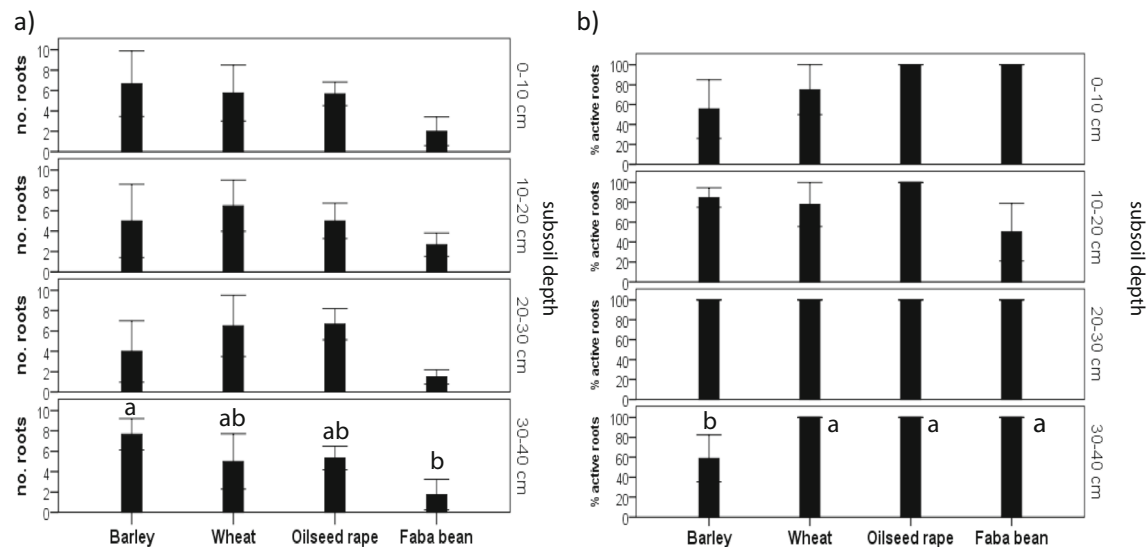 a)
no. roots
10
8
6
4
2
0
0-10 cm
no. roots
10
8
6
4
2
0
10-20 cm
no. roots
10
8
6
4
2
0
20-30 cm
no. roots
10
8
6
4
2
0
a
ab
ab
b
30-40 cm
subsoil depth
Barley
Wheat
Oilseed rape
Faba bean
b)
% active roots
100
80
60
40
20
0
0-10 cm
% active roots
100
80
60
40
20
0
10-20 cm
% active roots
100
80
60
40
20
0
20-30 cm
% active roots
100
80
60
40
20
0
b
a
a
a
30-40 cm
subsoil depth
Barley
Wheat
Oilseed rape
Faba bean